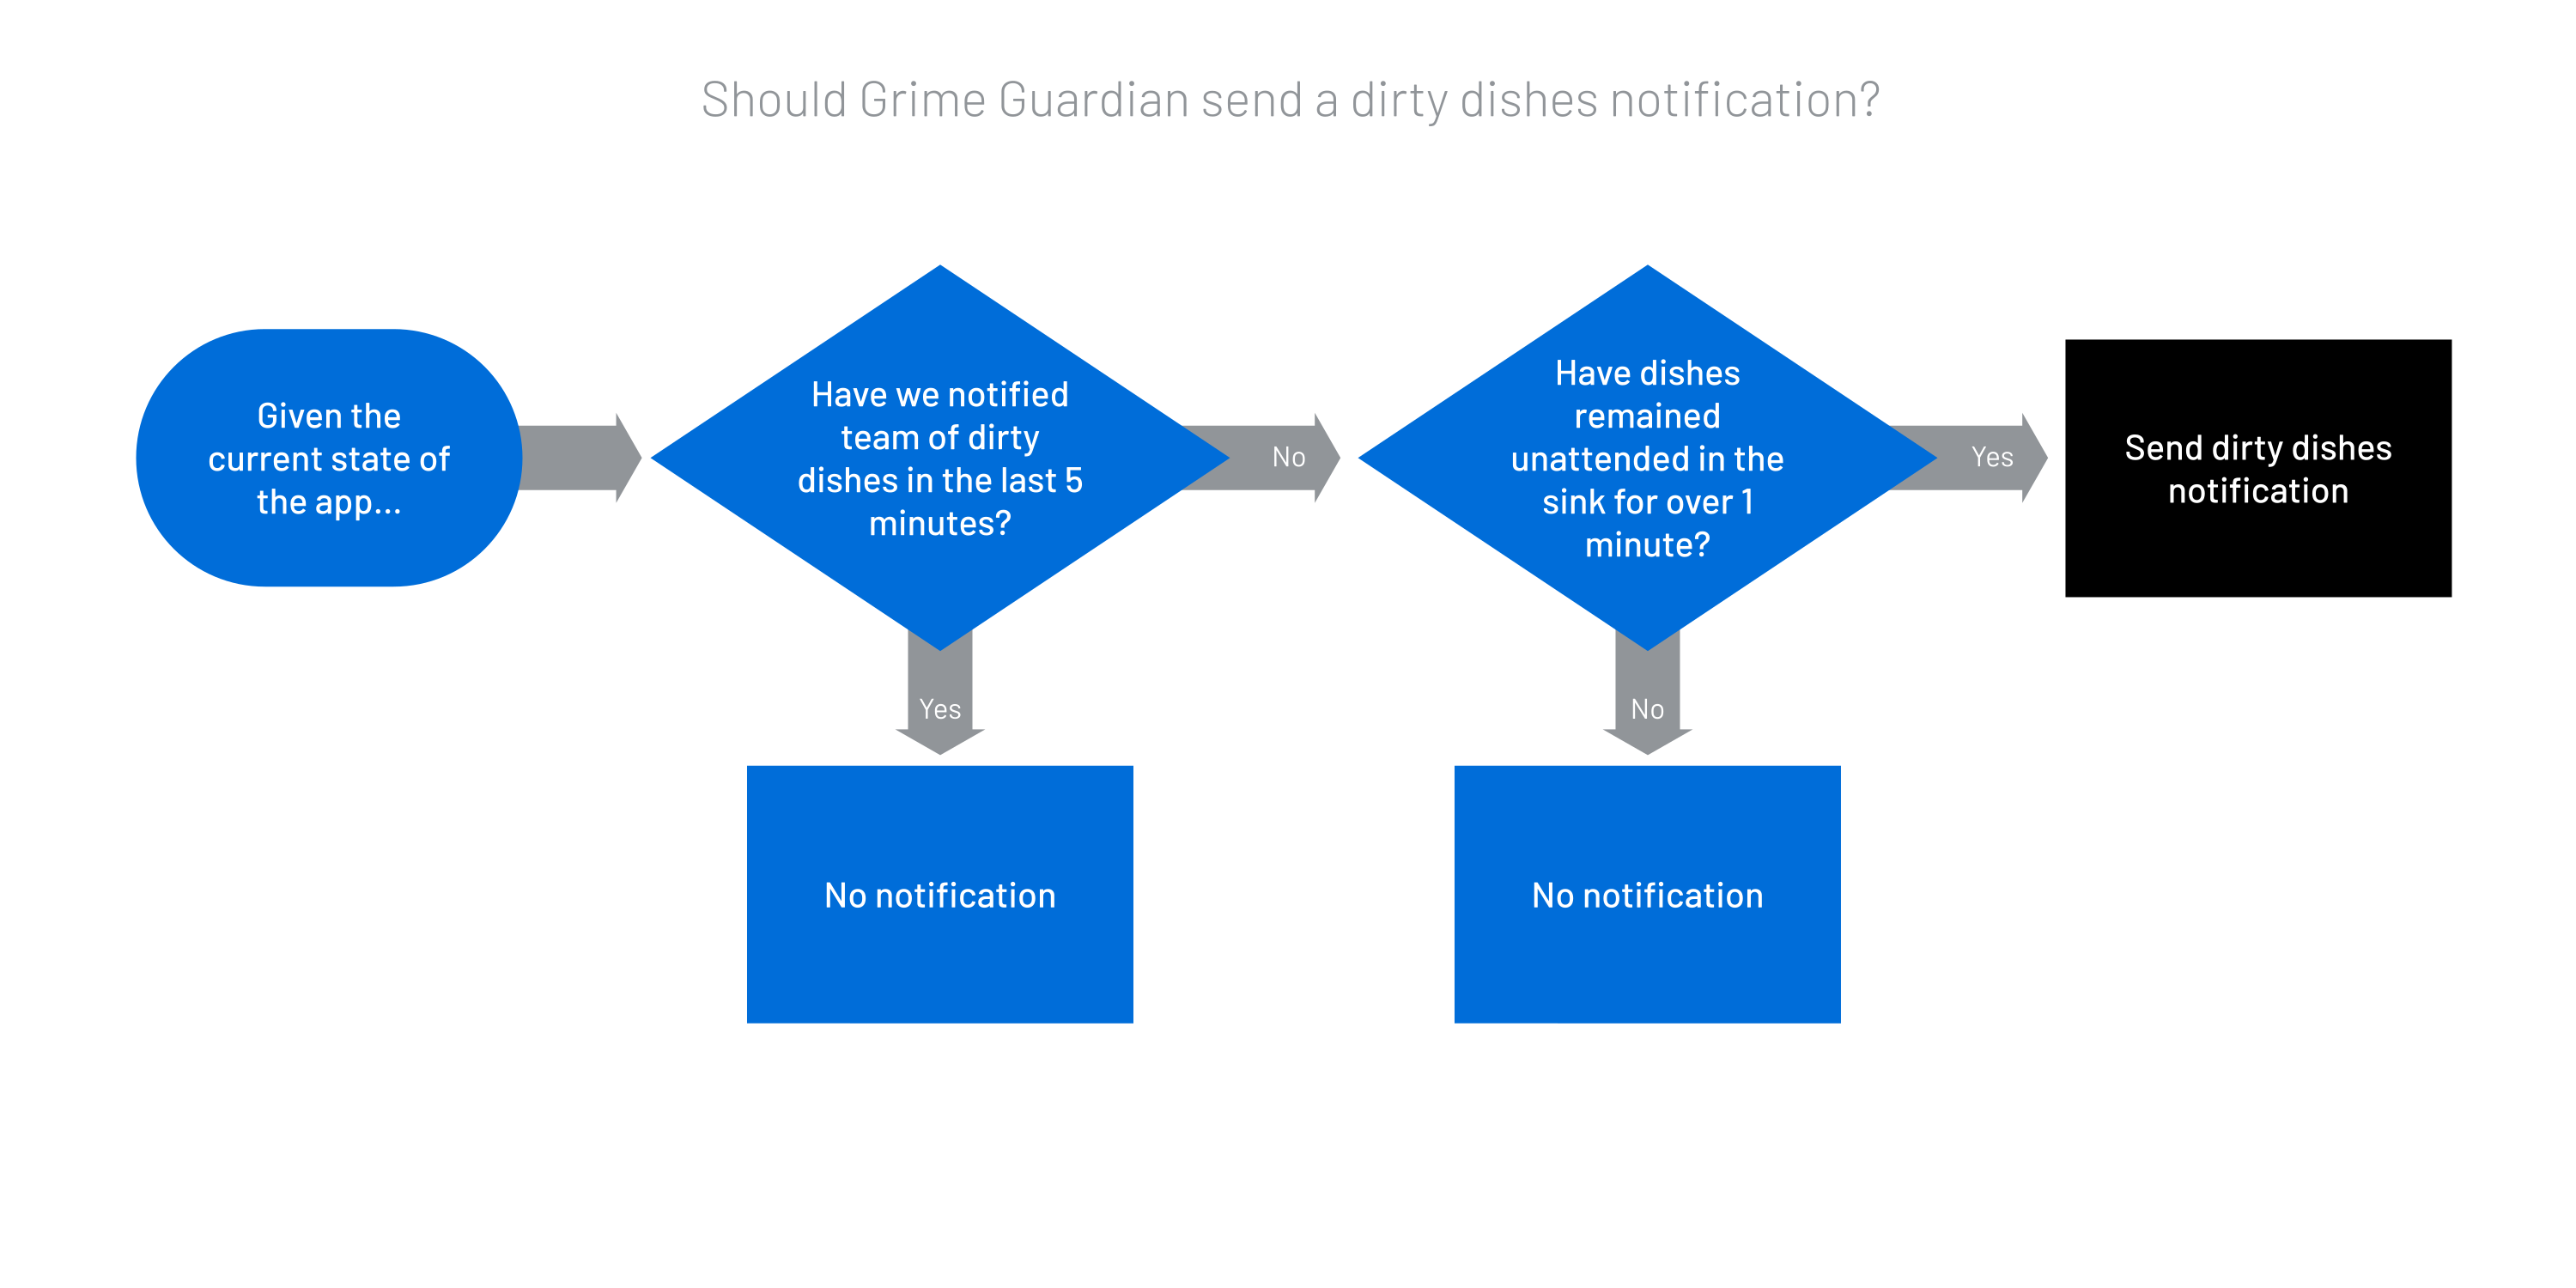 Should Grime Guardian send a dirty dishes notification?
Given the
current state of
the app...
Have we notified
team of dirty
dishes in the last 5
minutes?
No
Have dishes
remained
unattended in the
sink for over 1
minute?
Yes
Send dirty dishes
notification
Yes
No
No notification
No notification